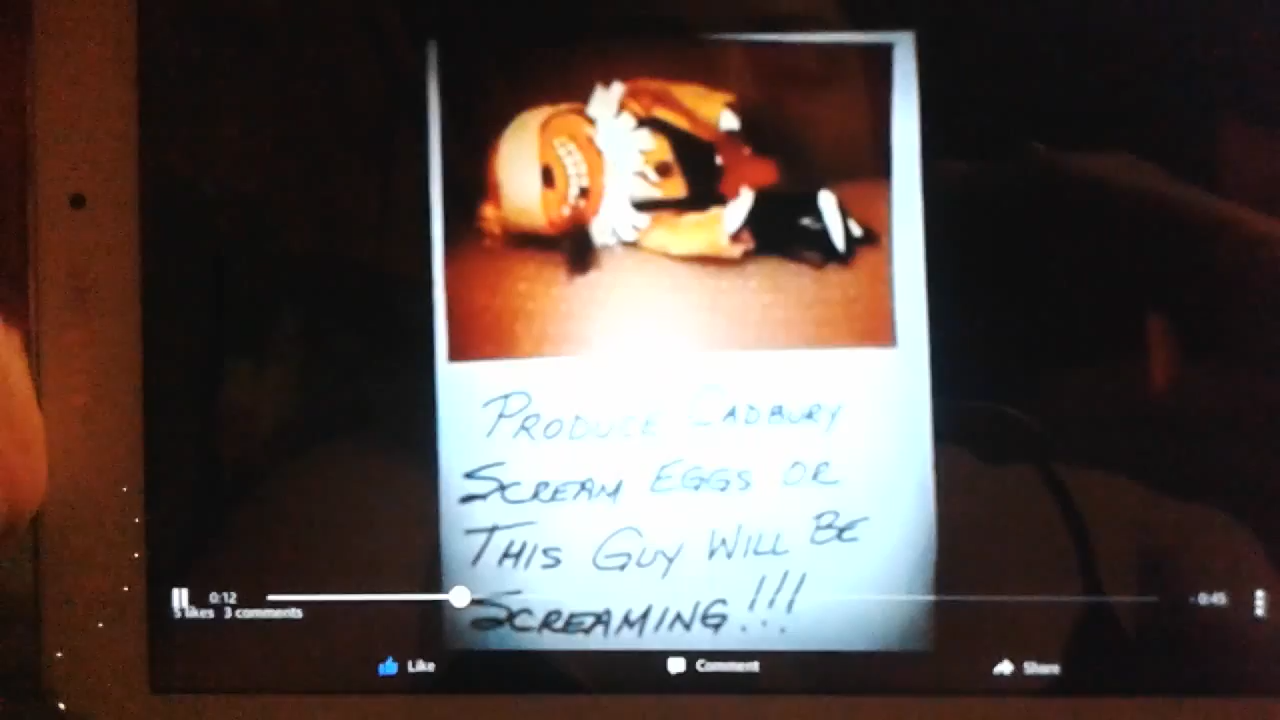 PRODUCE CADBURY
SCREAM EGGS OR
THIS GUY WILL BE
SCREAMING!!!
0:12
-0:45
5 likes 3 comments
Like
Comment
Share